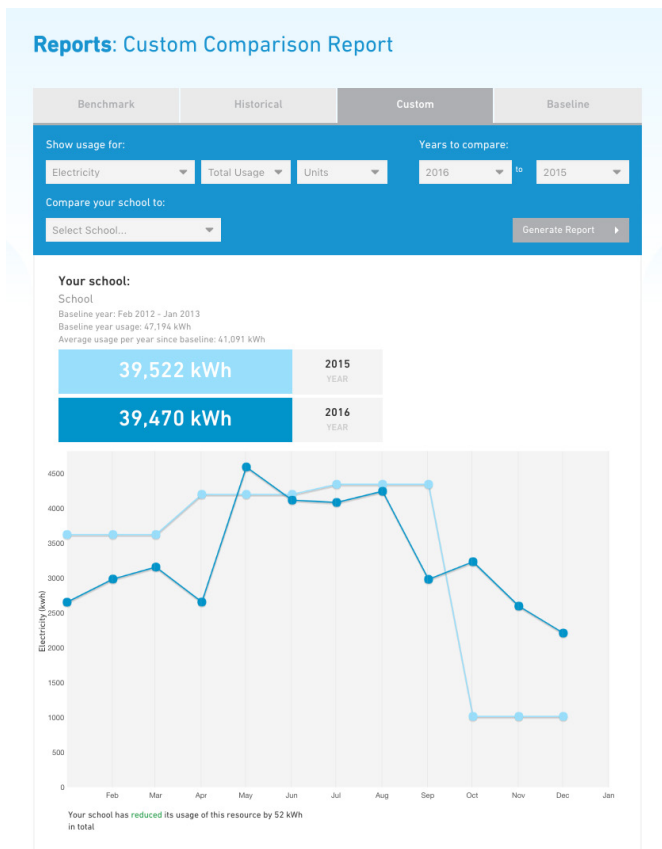 Reports: Custom Comparison Report
Benchmark Historical Custom Baseline
Show usage for: Years to compare:
Electricity Total Usage Units 2016 to 2015
Compare your school to:
Select School... Generate Report
Your school:
School
Baseline year: Feb 2012 - Jan 2013
Baseline year usage: 47,194 kWh
Average usage per year since baseline: 41,091 kWh
39,522 kWh 2015
YEAR
39,470 kWh 2016
YEAR
4500
4000
3500
3000
2500
2000
1500
1000
500
0
Electricity (kwh)
Feb Mar Apr May Jun Jul Aug Sep Oct Nov Dec Jan
Your school has reduced its usage of this resource by 52 kWh
in total